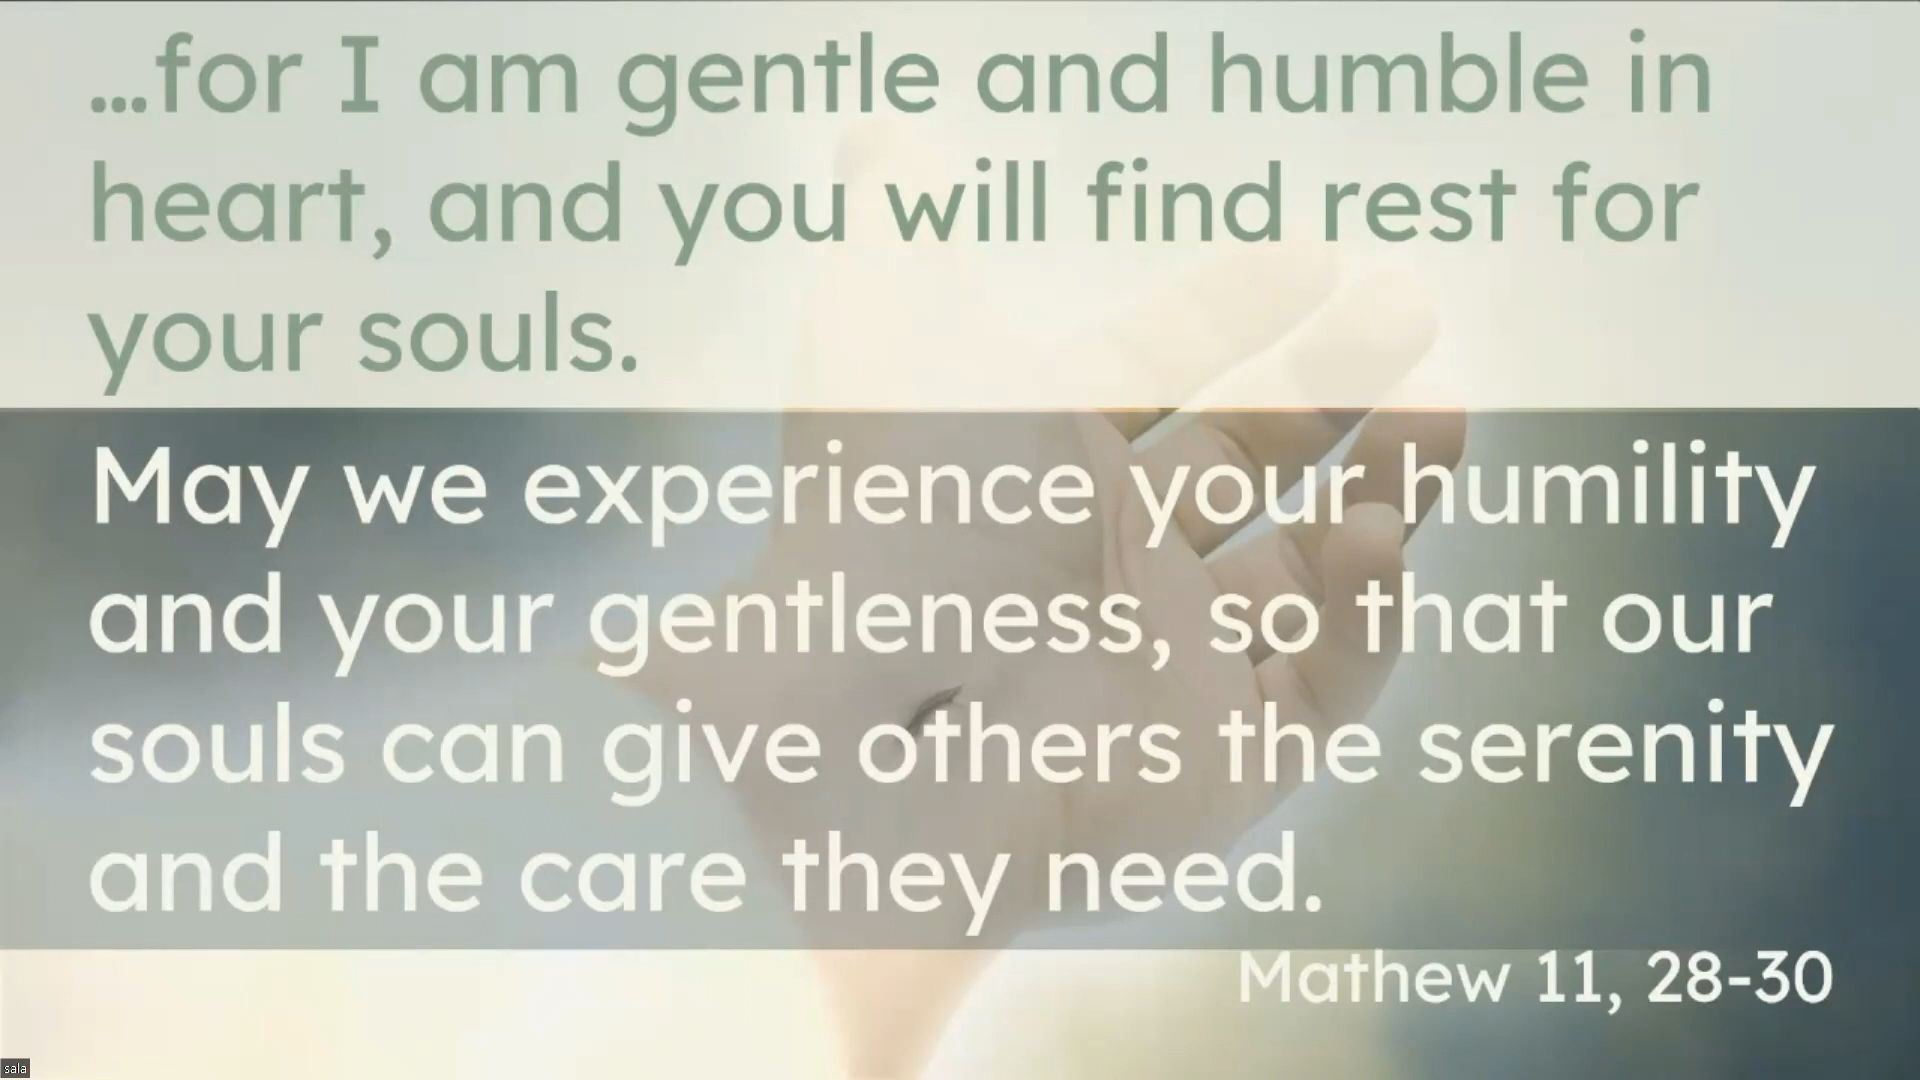 …for I am gentle and humble in
heart, and you will find rest for
your souls.
May we experience your humility
and your gentleness, so that our
souls can give others the serenity
and the care they need.
Mathew 11, 28-30
sala